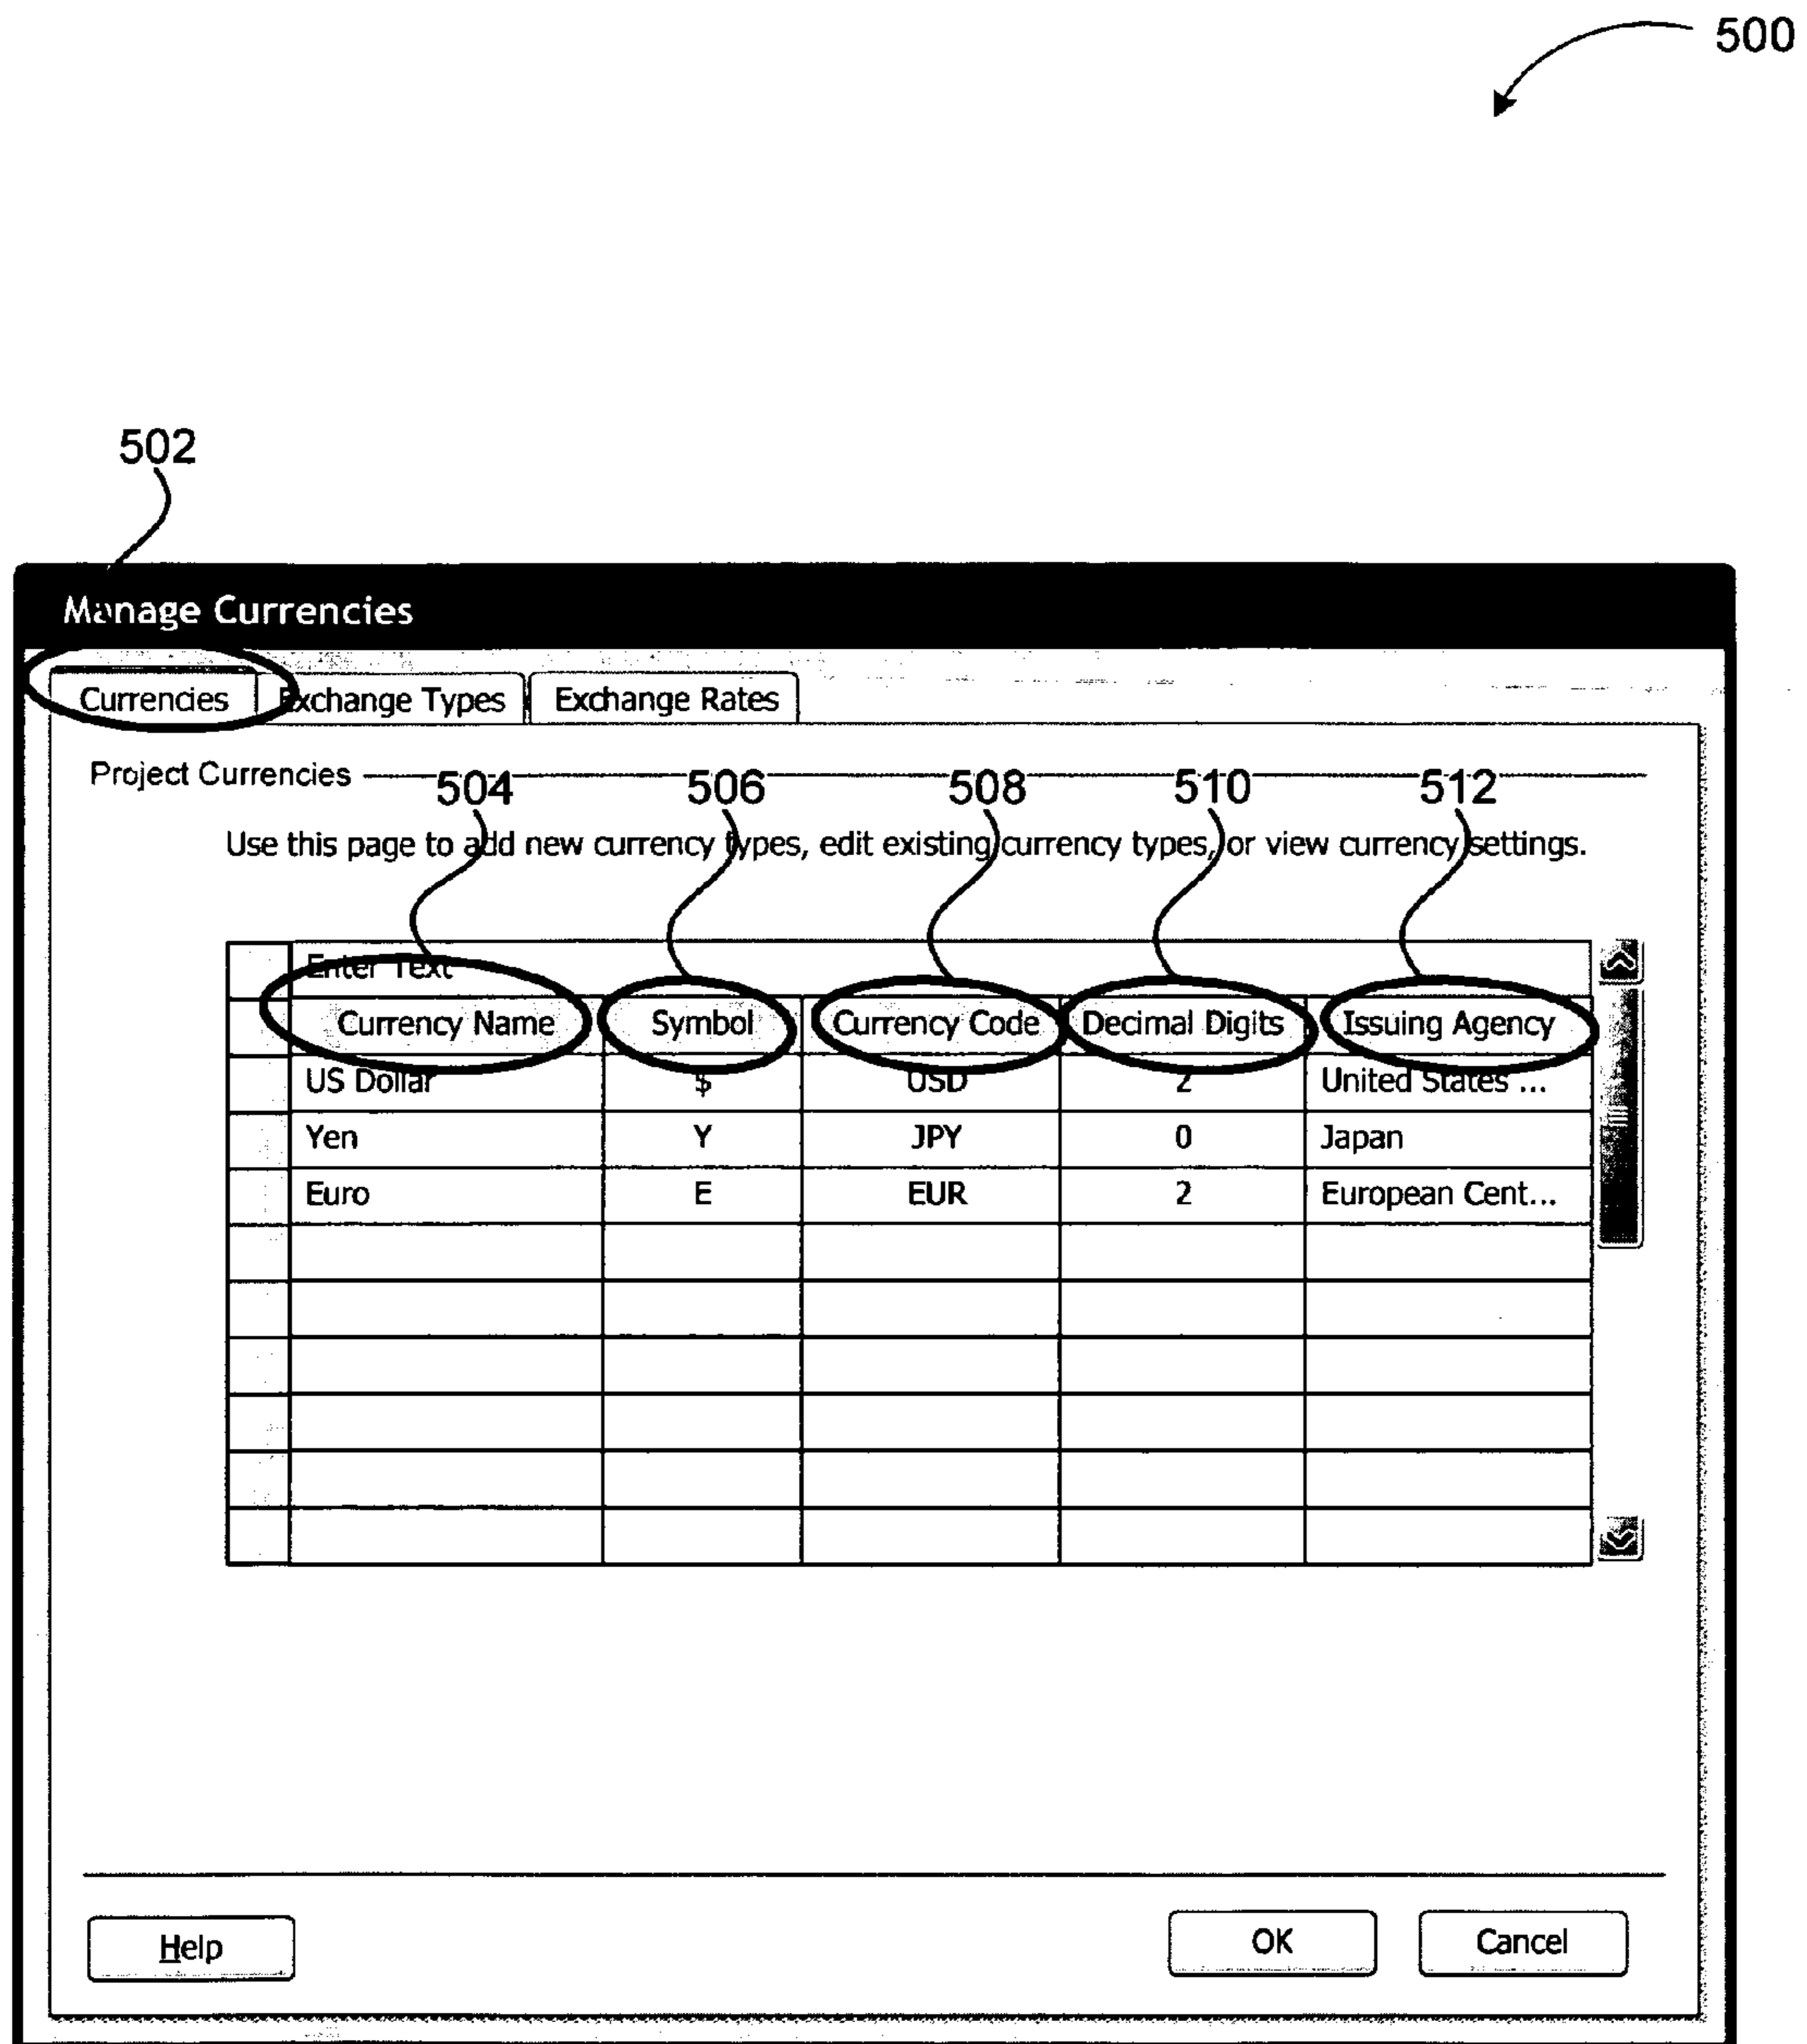 500
502
Manage Currencies
Currencies Exchange Types Exchange Rates
Project Currencies 504 506 508 510 512
Use this page to add new currency types, edit existing currency types, or view currency settings.
Enter Text
Currency Name Symbol Currency Code Decimal Digits Issuing Agency
US Dollar $ USD 2 United States ...
Yen Y JPY 0 Japan
Euro E EUR 2 European Cent...
Help OK Cancel